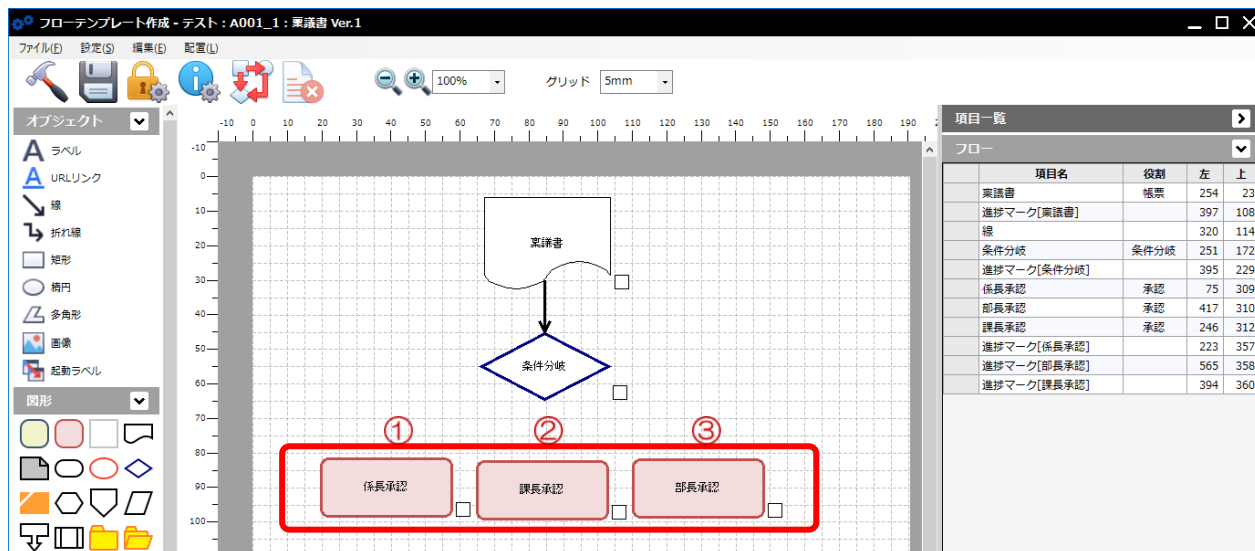 フローテンプレート作成 - テスト : A001_1 : 稟議書 Ver.1
ファイル(F) 設定(S) 編集(E) 配置(L)
100% グリッド 5mm
オブジェクト
ラベル
URLリンク
線
折れ線
矩形
楕円
多角形
画像
起動ラベル
図形
-10 0 10 20 30 40 50 60 70 80 90 100 110 120 130 140 150 160 170 180 190
-10
0
10
20
30
40
50
60
70
80
90
100
稟議書
条件分岐
① ② ③
係長承認 課長承認 部長承認
項目一覧
フロー
項目名 役割 左 上
稟議書 帳票 254 23
進捗マーク[稟議書] 397 108
線 320 114
条件分岐 条件分岐 251 172
進捗マーク[条件分岐] 395 229
係長承認 承認 75 309
部長承認 承認 417 310
課長承認 承認 246 312
進捗マーク[係長承認] 223 357
進捗マーク[部長承認] 565 358
進捗マーク[課長承認] 394 360